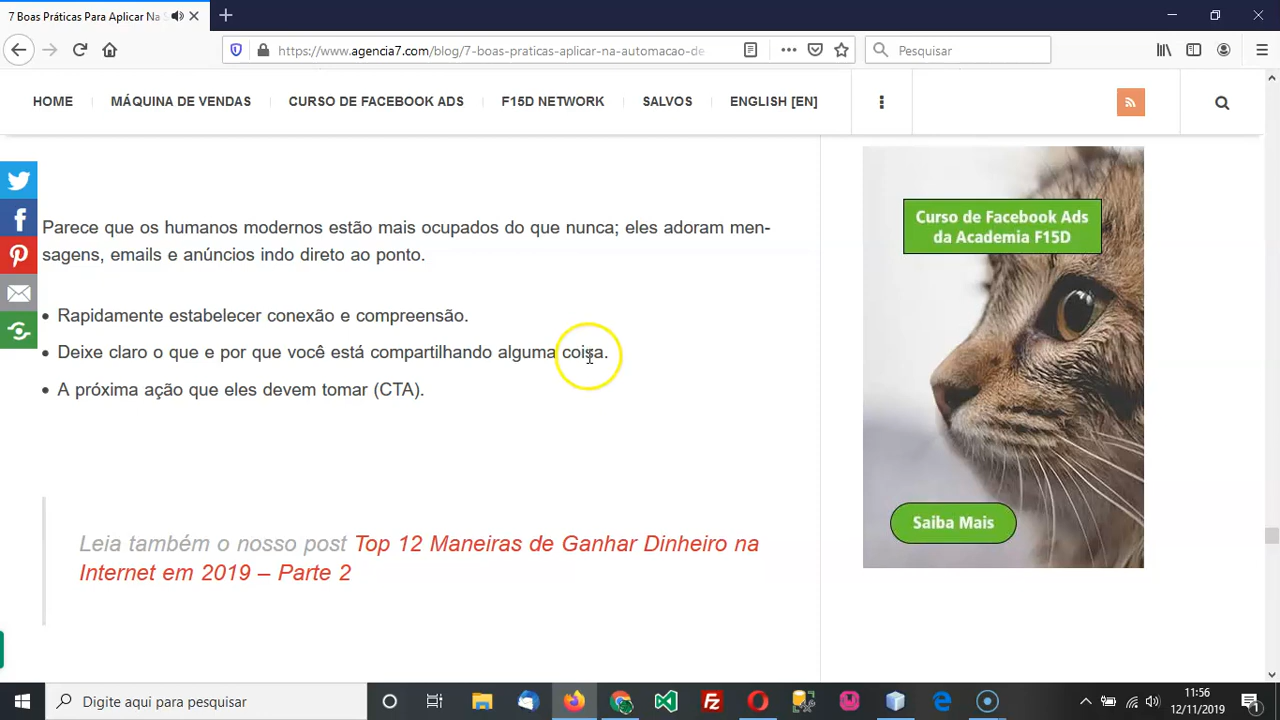 7 Boas Práticas Para Aplicar Na
https://www.agencia7.com/blog/7-boas-praticas-aplicar-na-automacao-de
Pesquisar
HOME
MÁQUINA DE VENDAS
CURSO DE FACEBOOK ADS
F15D NETWORK
SALVOS
ENGLISH [EN]
Parece que os humanos modernos estão mais ocupados do que nunca; eles adoram men-
sagens, emails e anúncios indo direto ao ponto.
• Rapidamente estabelecer conexão e compreensão.
• Deixe claro o que e por que você está compartilhando alguma coisa.
• A próxima ação que eles devem tomar (CTA).
Leia também o nosso post Top 12 Maneiras de Ganhar Dinheiro na
Internet em 2019 – Parte 2
Curso de Facebook Ads
da Academia F15D
Saiba Mais
Digite aqui para pesquisar
11:56
12/11/2019